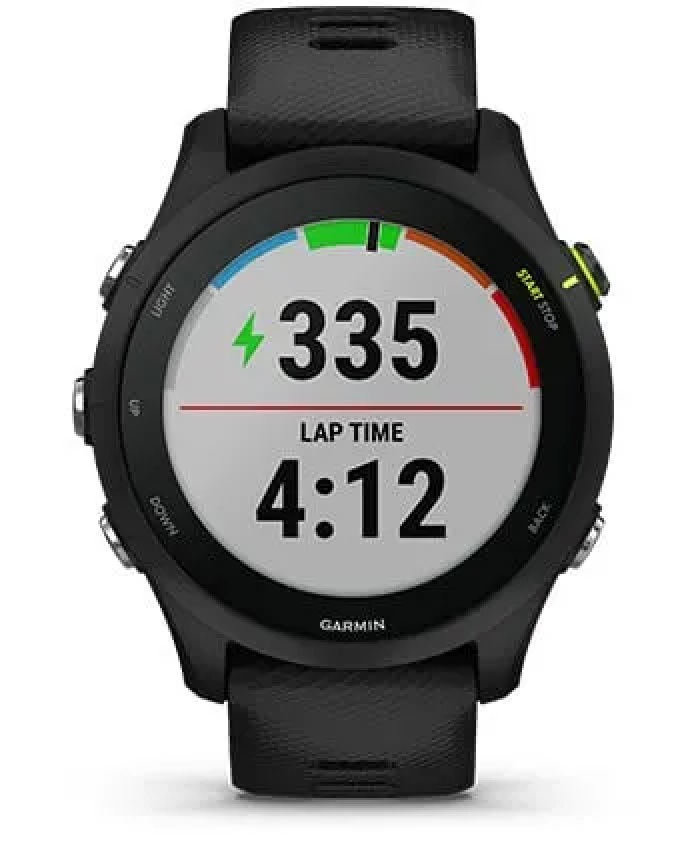 LIGHT
START STOP
335
UP
LAP TIME
4:12
DOWN
BACK
GARMIN